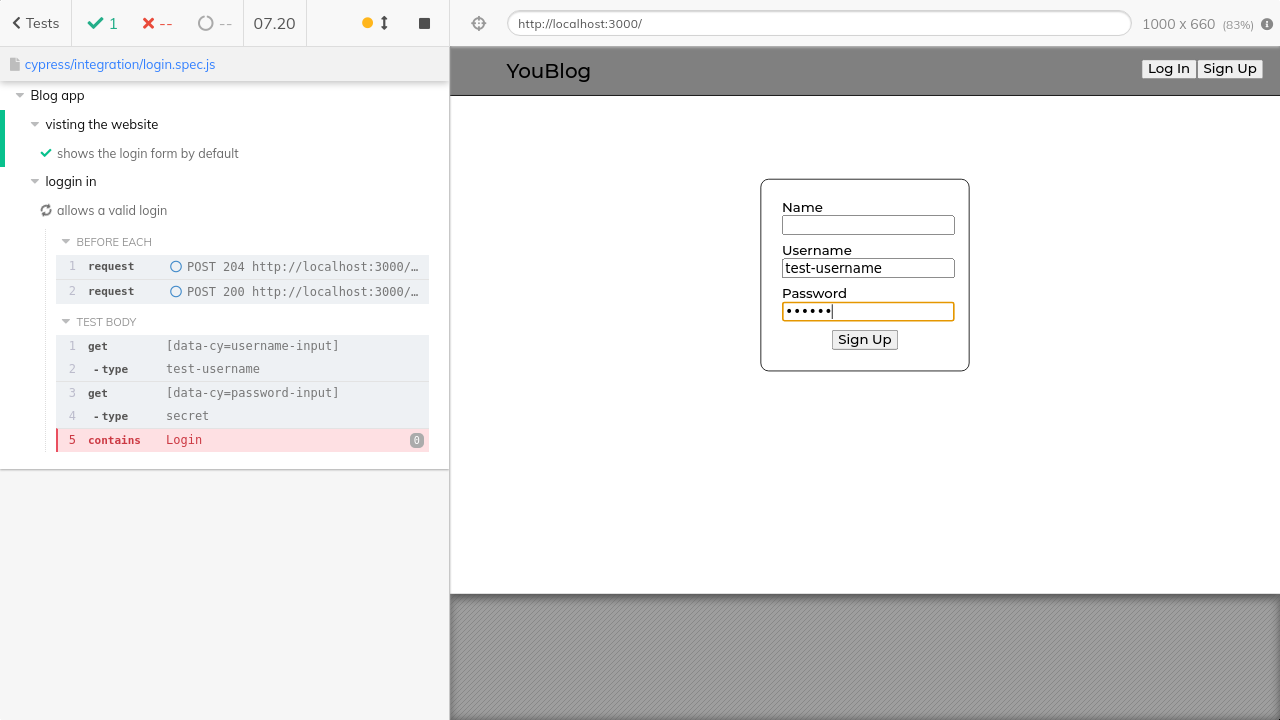 Tests
1
--
--
07.20
http://localhost:3000/
1000 x 660 (83%)
cypress/integration/login.spec.js
Blog app
visting the website
shows the login form by default
loggin in
allows a valid login
BEFORE EACH
1 request POST 204 http://localhost:3000/…
2 request POST 200 http://localhost:3000/…
TEST BODY
1 get [data-cy=username-input]
2 -type test-username
3 get [data-cy=password-input]
4 -type secret
5 contains Login 0
YouBlog
Log In Sign Up
Name
Username
test-username
Password
••••••
Sign Up